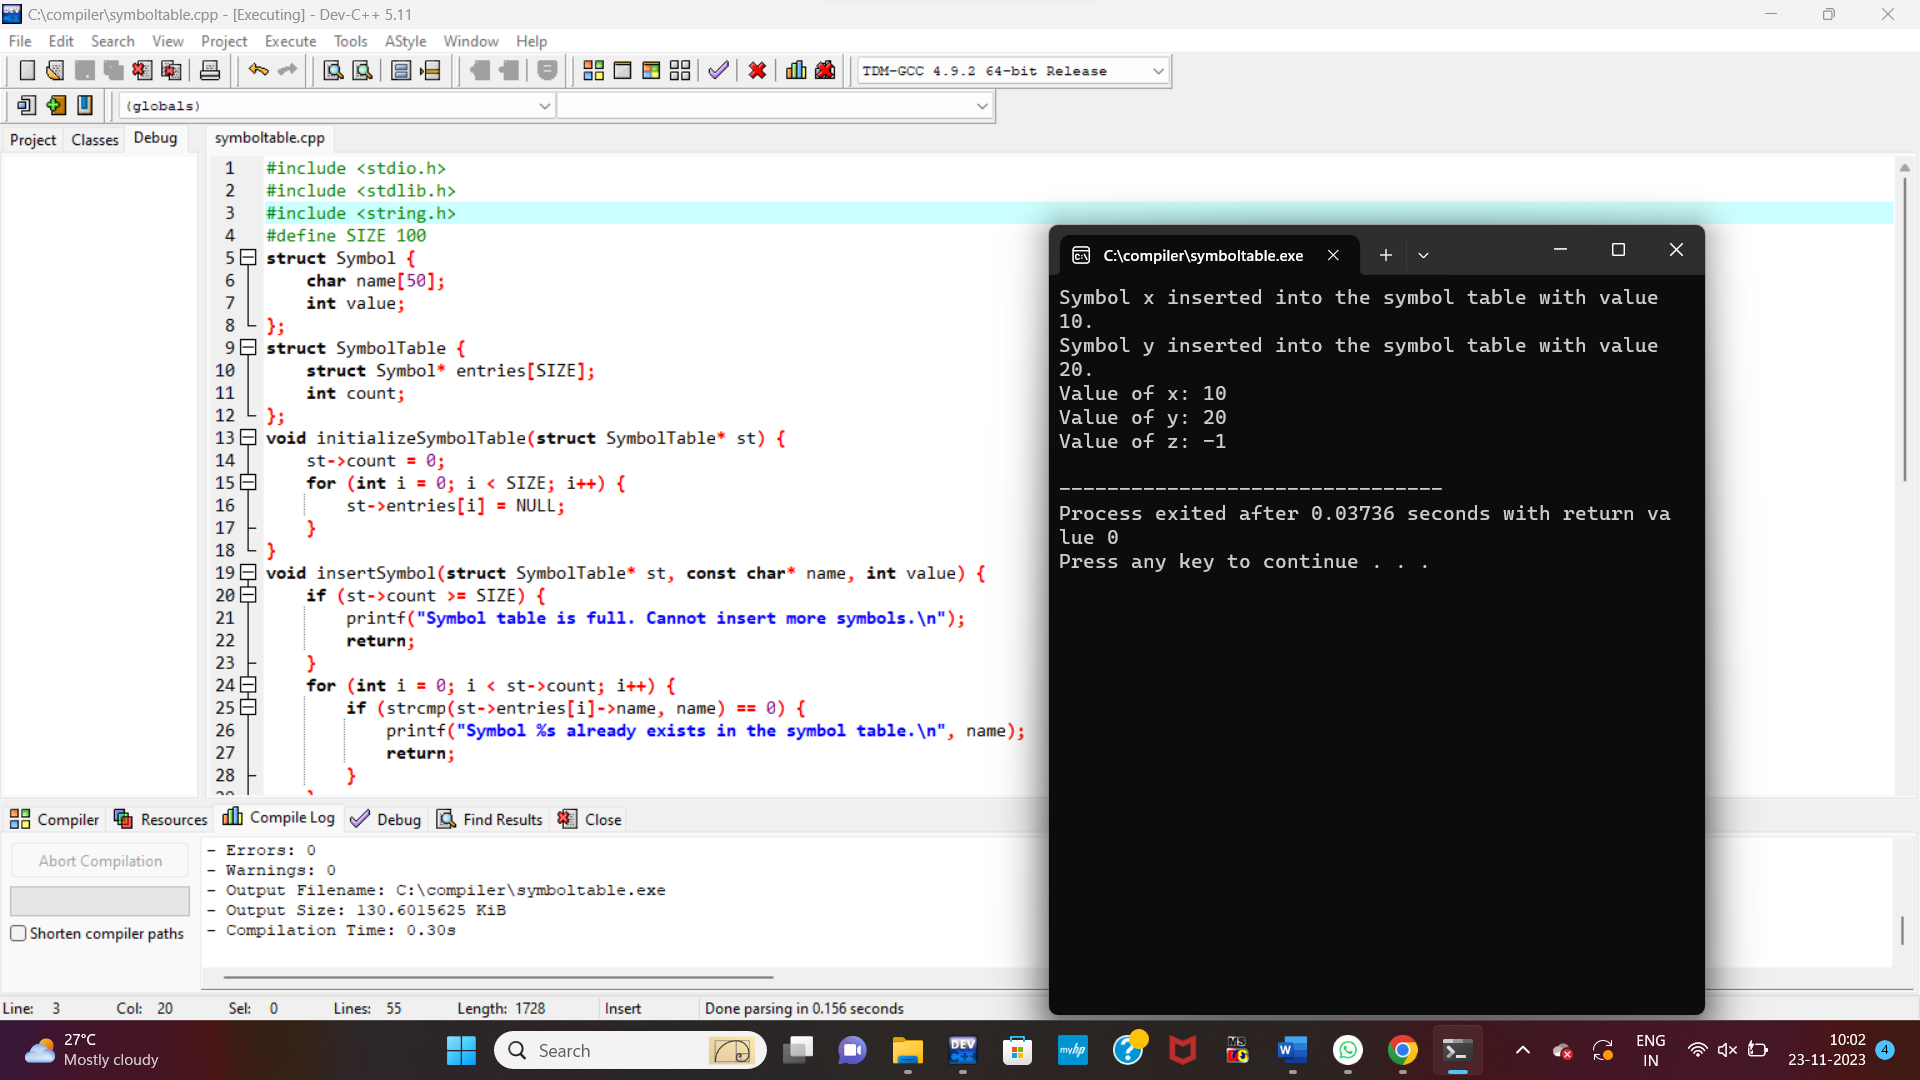 C:\compiler\symboltable.cpp - [Executing] - Dev-C++ 5.11
File Edit Search View Project Execute Tools AStyle Window Help
TDM-GCC 4.9.2 64-bit Release
(globals)
Project Classes Debug symboltable.cpp
1 #include <stdio.h>
2 #include <stdlib.h>
3 #include <string.h>
4 #define SIZE 100
5 struct Symbol {
6 char name[50];
7 int value;
8 };
9 struct SymbolTable {
10 struct Symbol* entries[SIZE];
11 int count;
12 };
13 void initializeSymbolTable(struct SymbolTable* st) {
14 st->count = 0;
15 for (int i = 0; i < SIZE; i++) {
16 st->entries[i] = NULL;
17 }
18 }
19 void insertSymbol(struct SymbolTable* st, const char* name, int value) {
20 if (st->count >= SIZE) {
21 printf("Symbol table is full. Cannot insert more symbols.\n");
22 return;
23 }
24 for (int i = 0; i < st->count; i++) {
25 if (strcmp(st->entries[i]->name, name) == 0) {
26 printf("Symbol %s already exists in the symbol table.\n", name);
27 return;
28 }
C:\compiler\symboltable.exe
Symbol x inserted into the symbol table with value
10.
Symbol y inserted into the symbol table with value
20.
Value of x: 10
Value of y: 20
Value of z: -1
--------------------------------
Process exited after 0.03736 seconds with return va
lue 0
Press any key to continue . . .
Compiler Resources Compile Log Debug Find Results Close
Abort Compilation
Shorten compiler paths
- Errors: 0
- Warnings: 0
- Output Filename: C:\compiler\symboltable.exe
- Output Size: 130.6015625 KiB
- Compilation Time: 0.30s
Line: 3 Col: 20 Sel: 0 Lines: 55 Length: 1728 Insert Done parsing in 0.156 seconds
27°C
Mostly cloudy
Search
DEV C++
myhp
MS
W
ENG
IN
10:02
23-11-2023
4